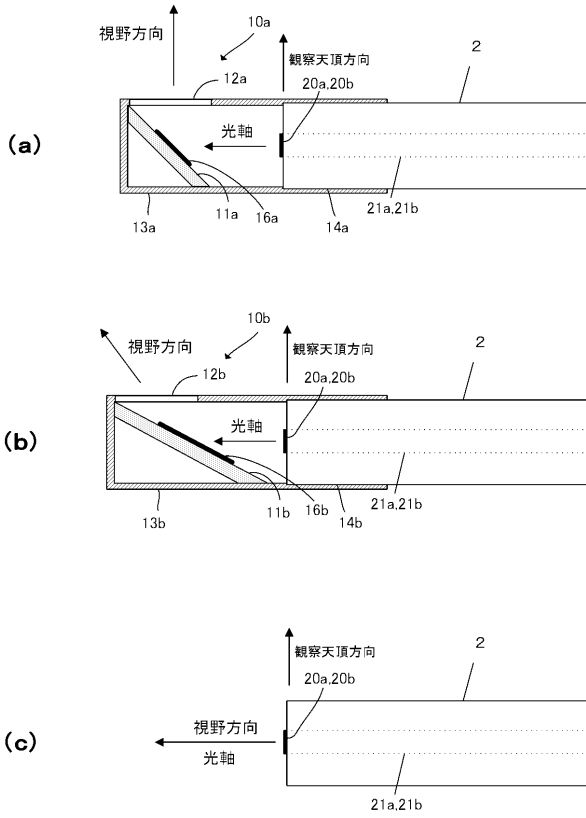 視野方向
10a
観察天頂方向
2
12a
20a,20b
(a)
光軸
21a,21b
13a
11a
16a
14a
10b
視野方向
観察天頂方向
2
12b
20a,20b
(b)
光軸
21a,21b
13b
11b
16b
14b
観察天頂方向
2
20a,20b
視野方向
(c)
光軸
21a,21b